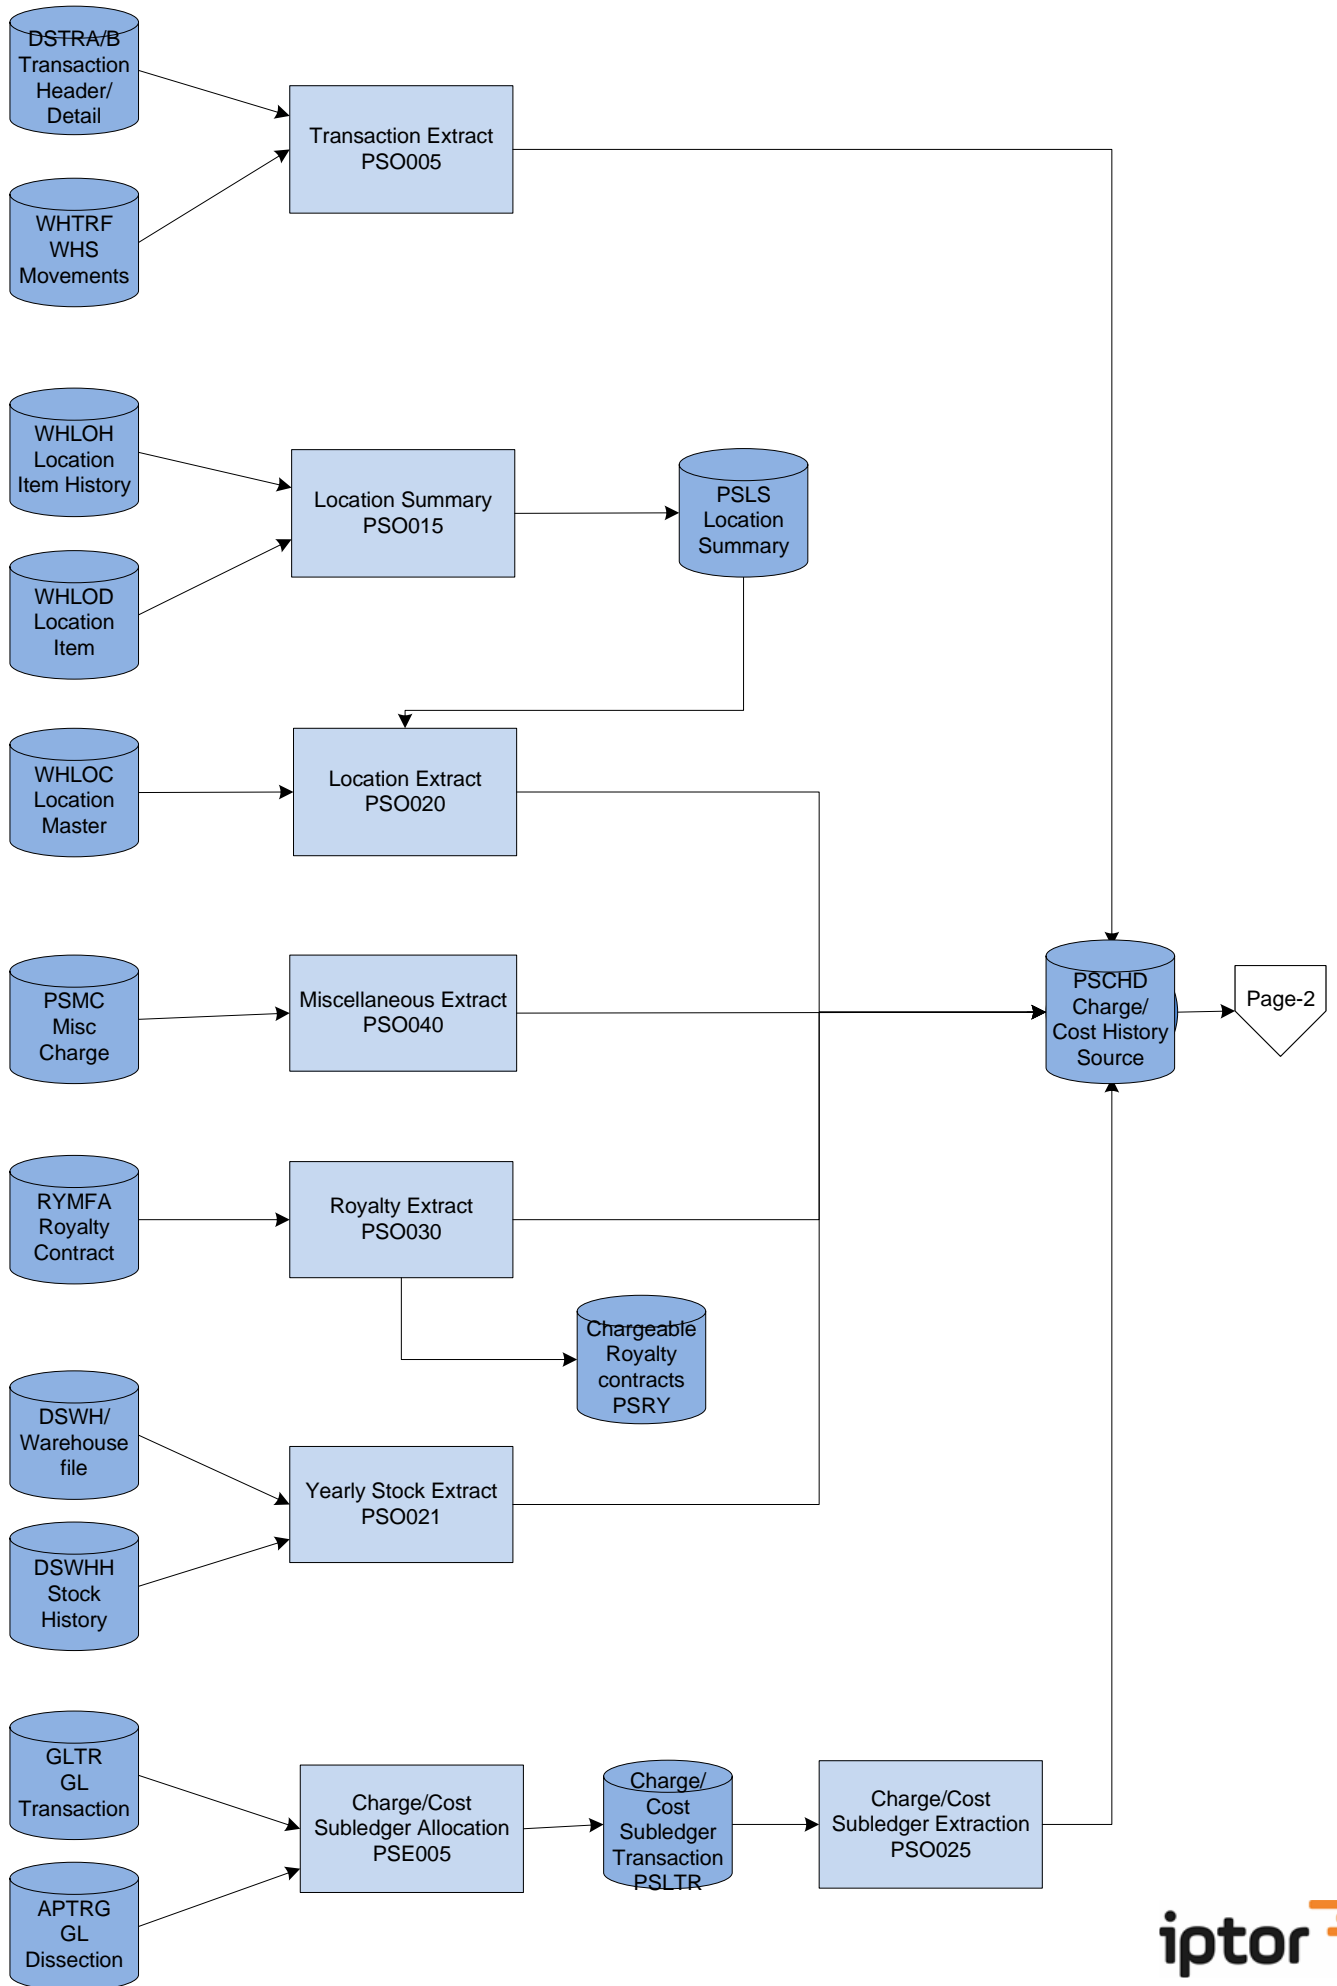 DSTRA/B
Transaction
Header/
Detail
Transaction Extract
PSO005
WHTRF
WHS
Movements
WHLOH
Location
Item History
Location Summary
PSO015
PSLS
Location
Summary
WHLOD
Location
Item
WHLOC
Location
Master
Location Extract
PSO020
PSMC
Misc
Charge
Miscellaneous Extract
PSO040
PSCHD
Charge/
Cost History
Source
Page-2
RYMFA
Royalty
Contract
Royalty Extract
PSO030
Chargeable
Royalty
contracts
PSRY
DSWH/
Warehouse
file
Yearly Stock Extract
PSO021
DSWHH
Stock
History
GLTR
GL
Transaction
Charge/Cost
Subledger Allocation
PSE005
Charge/
Cost
Subledger
Transaction
PSLTR
Charge/Cost
Subledger Extraction
PSO025
APTRG
GL
Dissection
iptor